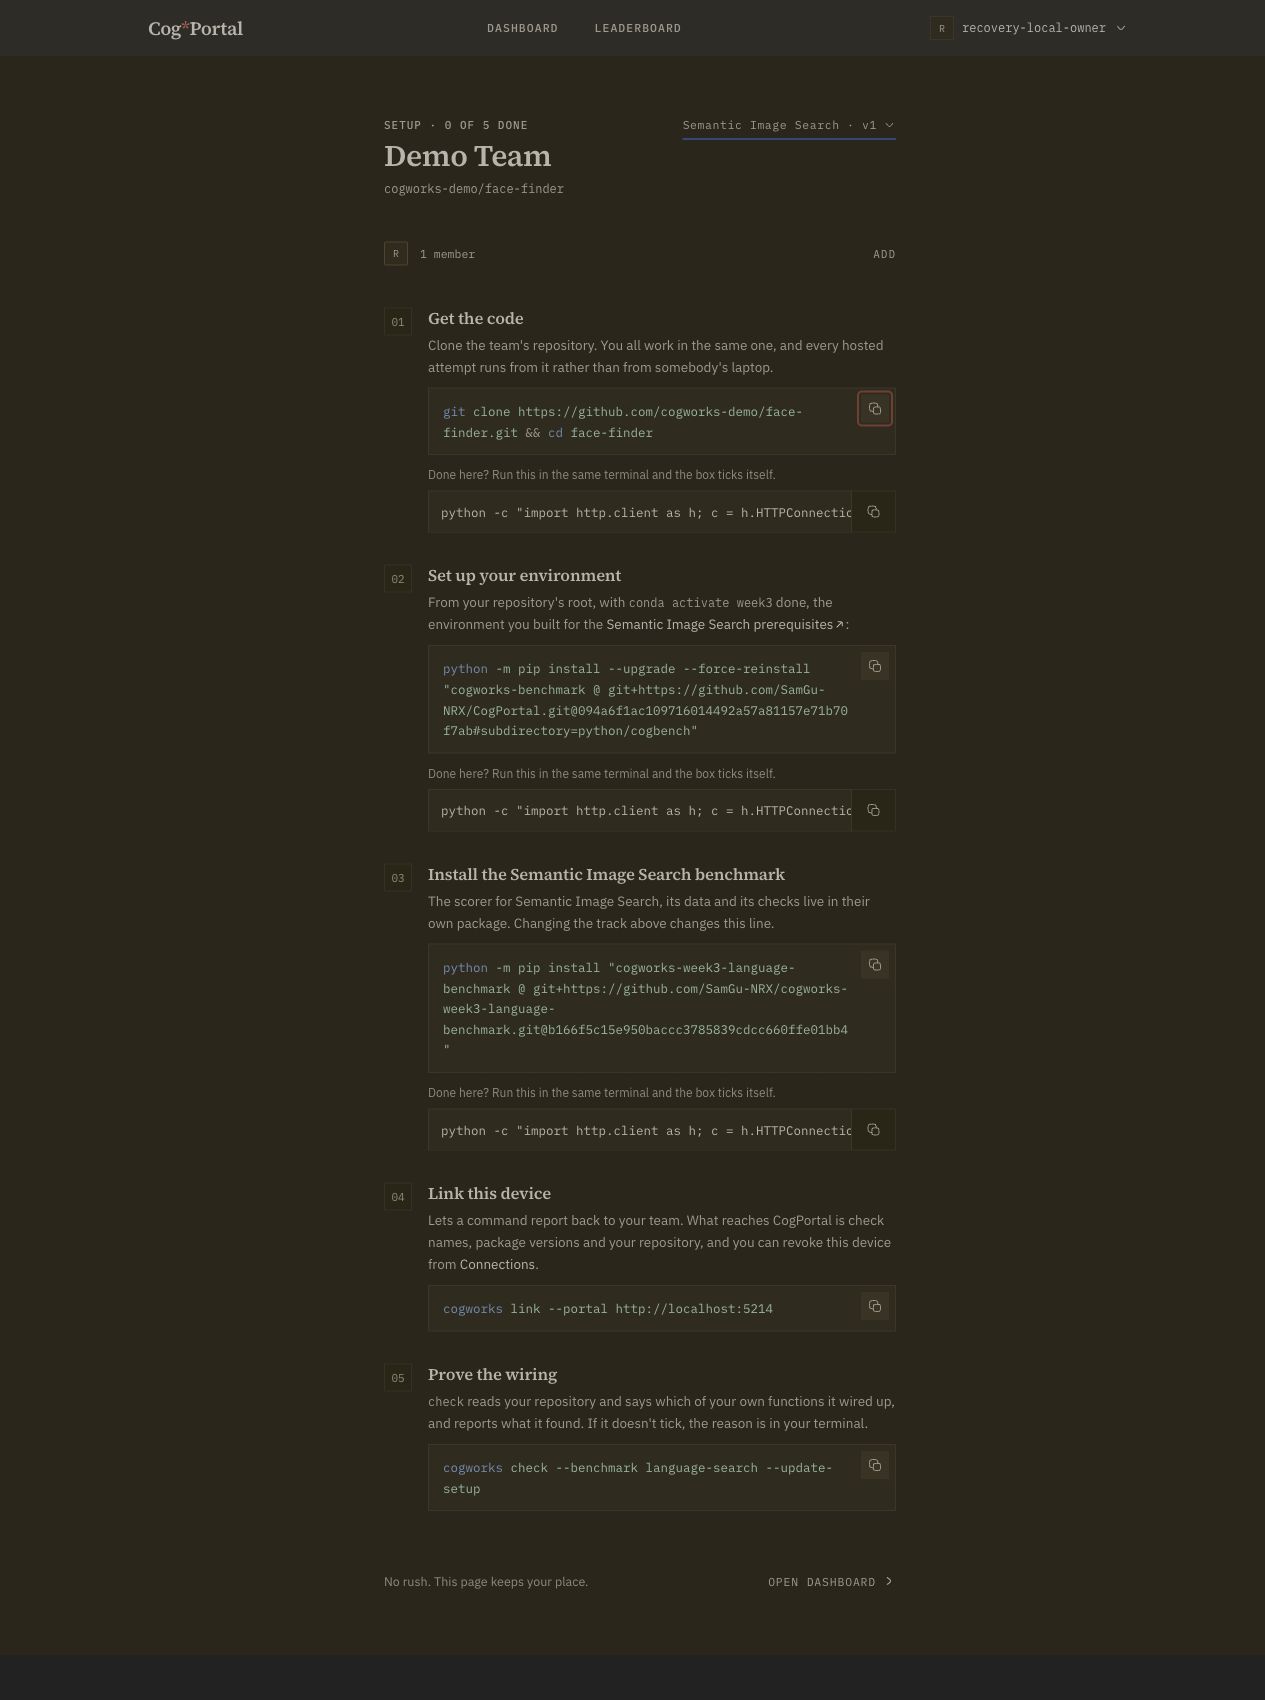 Cog*Portal
DASHBOARD
LEADERBOARD
R
recovery-local-owner
SETUP · 0 OF 5 DONE
Semantic Image Search · v1
Demo Team
cogworks-demo/face-finder
R
1 member
ADD
01
Get the code
Clone the team's repository. You all work in the same one, and every hosted
attempt runs from it rather than from somebody's laptop.
git clone https://github.com/cogworks-demo/face-
finder.git && cd face-finder
Done here? Run this in the same terminal and the box ticks itself.
python -c "import http.client as h; c = h.HTTPConnectio
02
Set up your environment
From your repository's root, with conda activate week3 done, the
environment you built for the Semantic Image Search prerequisites↗:
python -m pip install --upgrade --force-reinstall
"cogworks-benchmark @ git+https://github.com/SamGu-
NRX/CogPortal.git@094a6f1ac109716014492a57a81157e71b70
f7ab#subdirectory=python/cogbench"
Done here? Run this in the same terminal and the box ticks itself.
python -c "import http.client as h; c = h.HTTPConnectio
03
Install the Semantic Image Search benchmark
The scorer for Semantic Image Search, its data and its checks live in their
own package. Changing the track above changes this line.
python -m pip install "cogworks-week3-language-
benchmark @ git+https://github.com/SamGu-NRX/cogworks-
week3-language-
benchmark.git@b166f5c15e950baccc3785839cdcc660ffe01bb4
"
Done here? Run this in the same terminal and the box ticks itself.
python -c "import http.client as h; c = h.HTTPConnectio
04
Link this device
Lets a command report back to your team. What reaches CogPortal is check
names, package versions and your repository, and you can revoke this device
from Connections.
cogworks link --portal http://localhost:5214
05
Prove the wiring
check reads your repository and says which of your own functions it wired up,
and reports what it found. If it doesn't tick, the reason is in your terminal.
cogworks check --benchmark language-search --update-
setup
No rush. This page keeps your place.
OPEN DASHBOARD